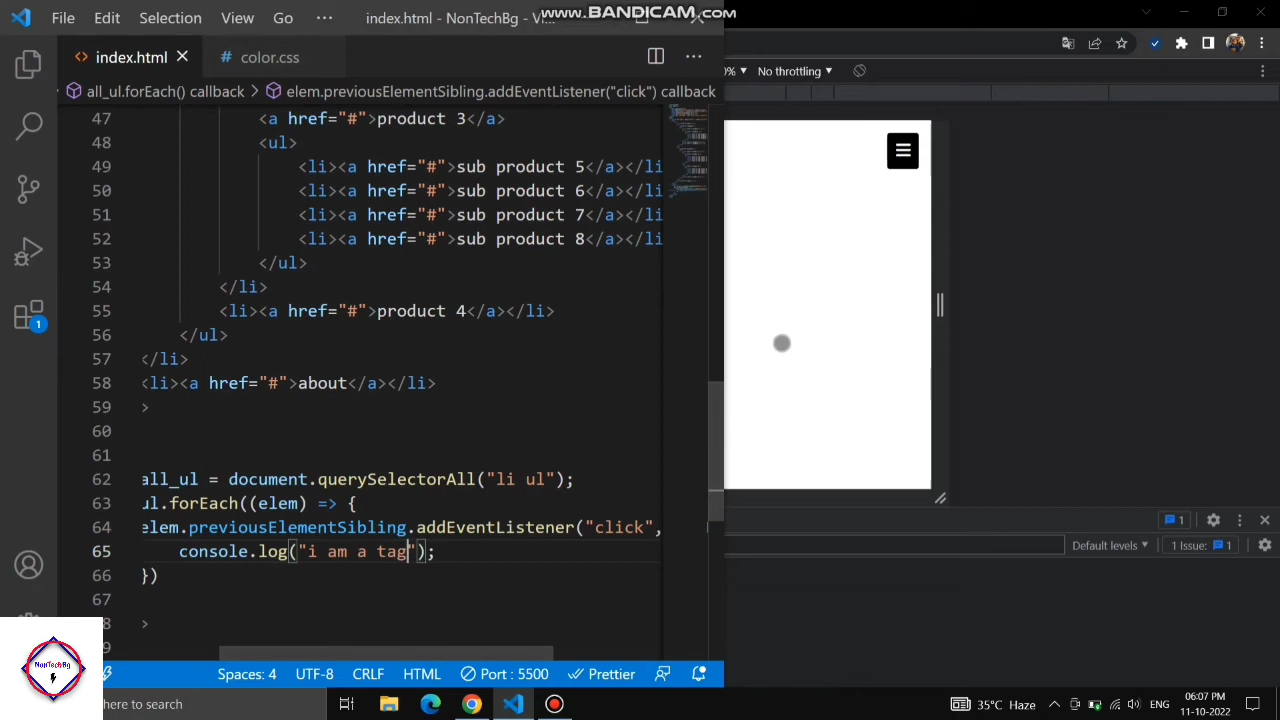 www.BANDICAM.com
File Edit Selection View Go ··· index.html - NonTechBg - V
<> index.html × # color.css ···
all_ul.forEach() callback > elem.previousElementSibling.addEventListener("click") callback
47 <a href="#">product 3</a>
48 <ul>
49 <li><a href="#">sub product 5</a></li
50 <li><a href="#">sub product 6</a></li
51 <li><a href="#">sub product 7</a></li
52 <li><a href="#">sub product 8</a></li
53 </ul>
54 </li>
55 <li><a href="#">product 4</a></li>
56 </ul>
57 </li>
58 <li><a href="#">about</a></li>
59 >
60
61
62 all_ul = document.querySelectorAll("li ul");
63 ul.forEach((elem) => {
64 elem.previousElementSibling.addEventListener("click",
65 console.log("i am a tag");
66 })
67
8 >
1
Spaces: 4 UTF-8 CRLF HTML Port : 5500 Prettier
0% No throttling
1
Default levels 1 Issue: 1
NonTechBg
here to search
35°C Haze ENG 06:07 PM
11-10-2022